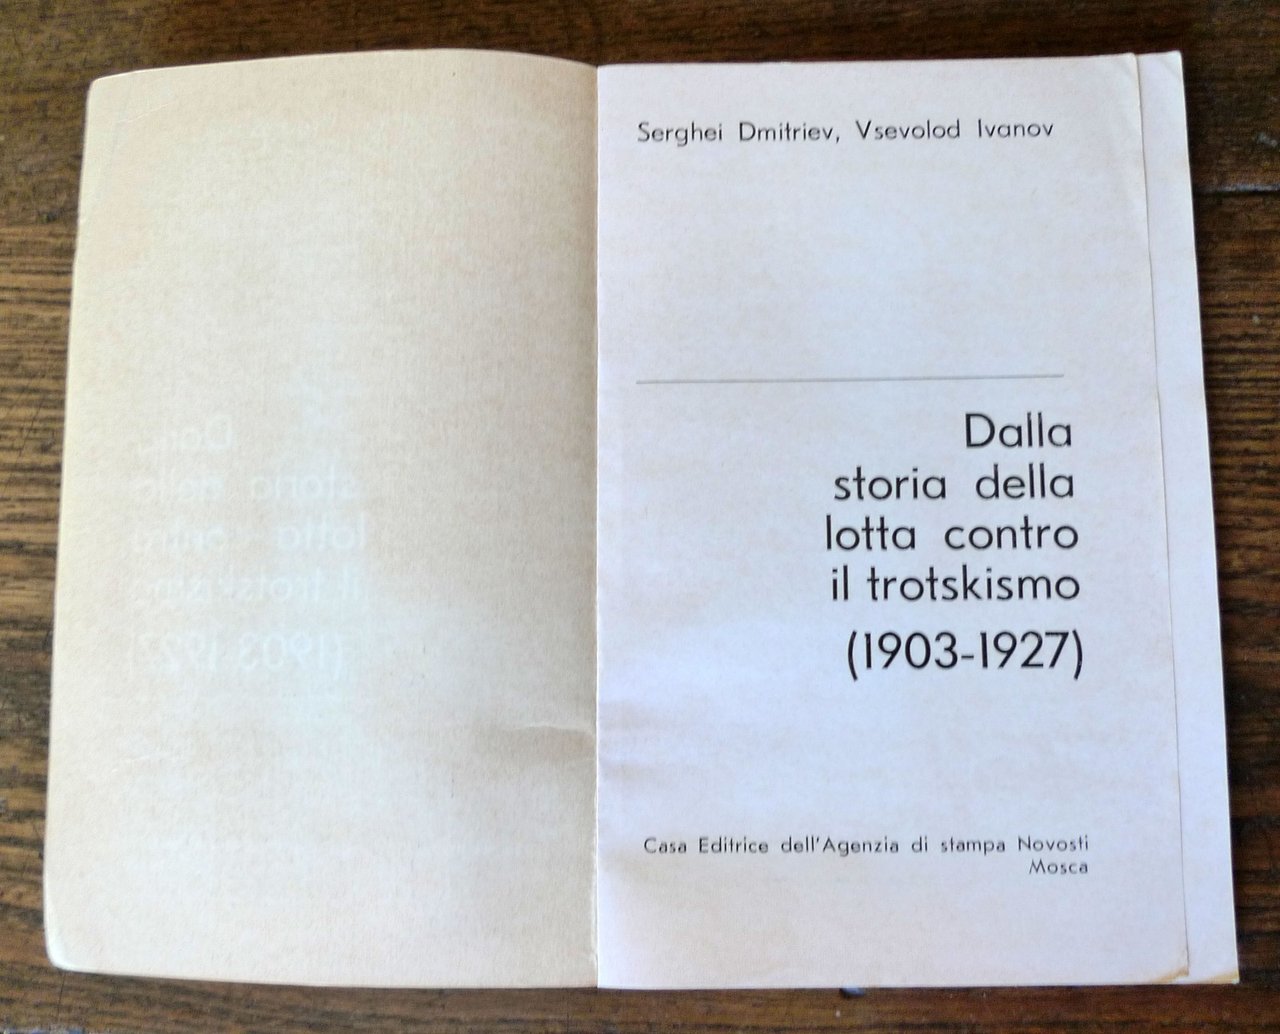 Serghei Dmitriev, Vsevolod Ivanov
Dalla
storia della
lotta contro
il trotskismo
(1903-1927)
Casa Editrice dell'Agenzia di stampa Novosti
Mosca